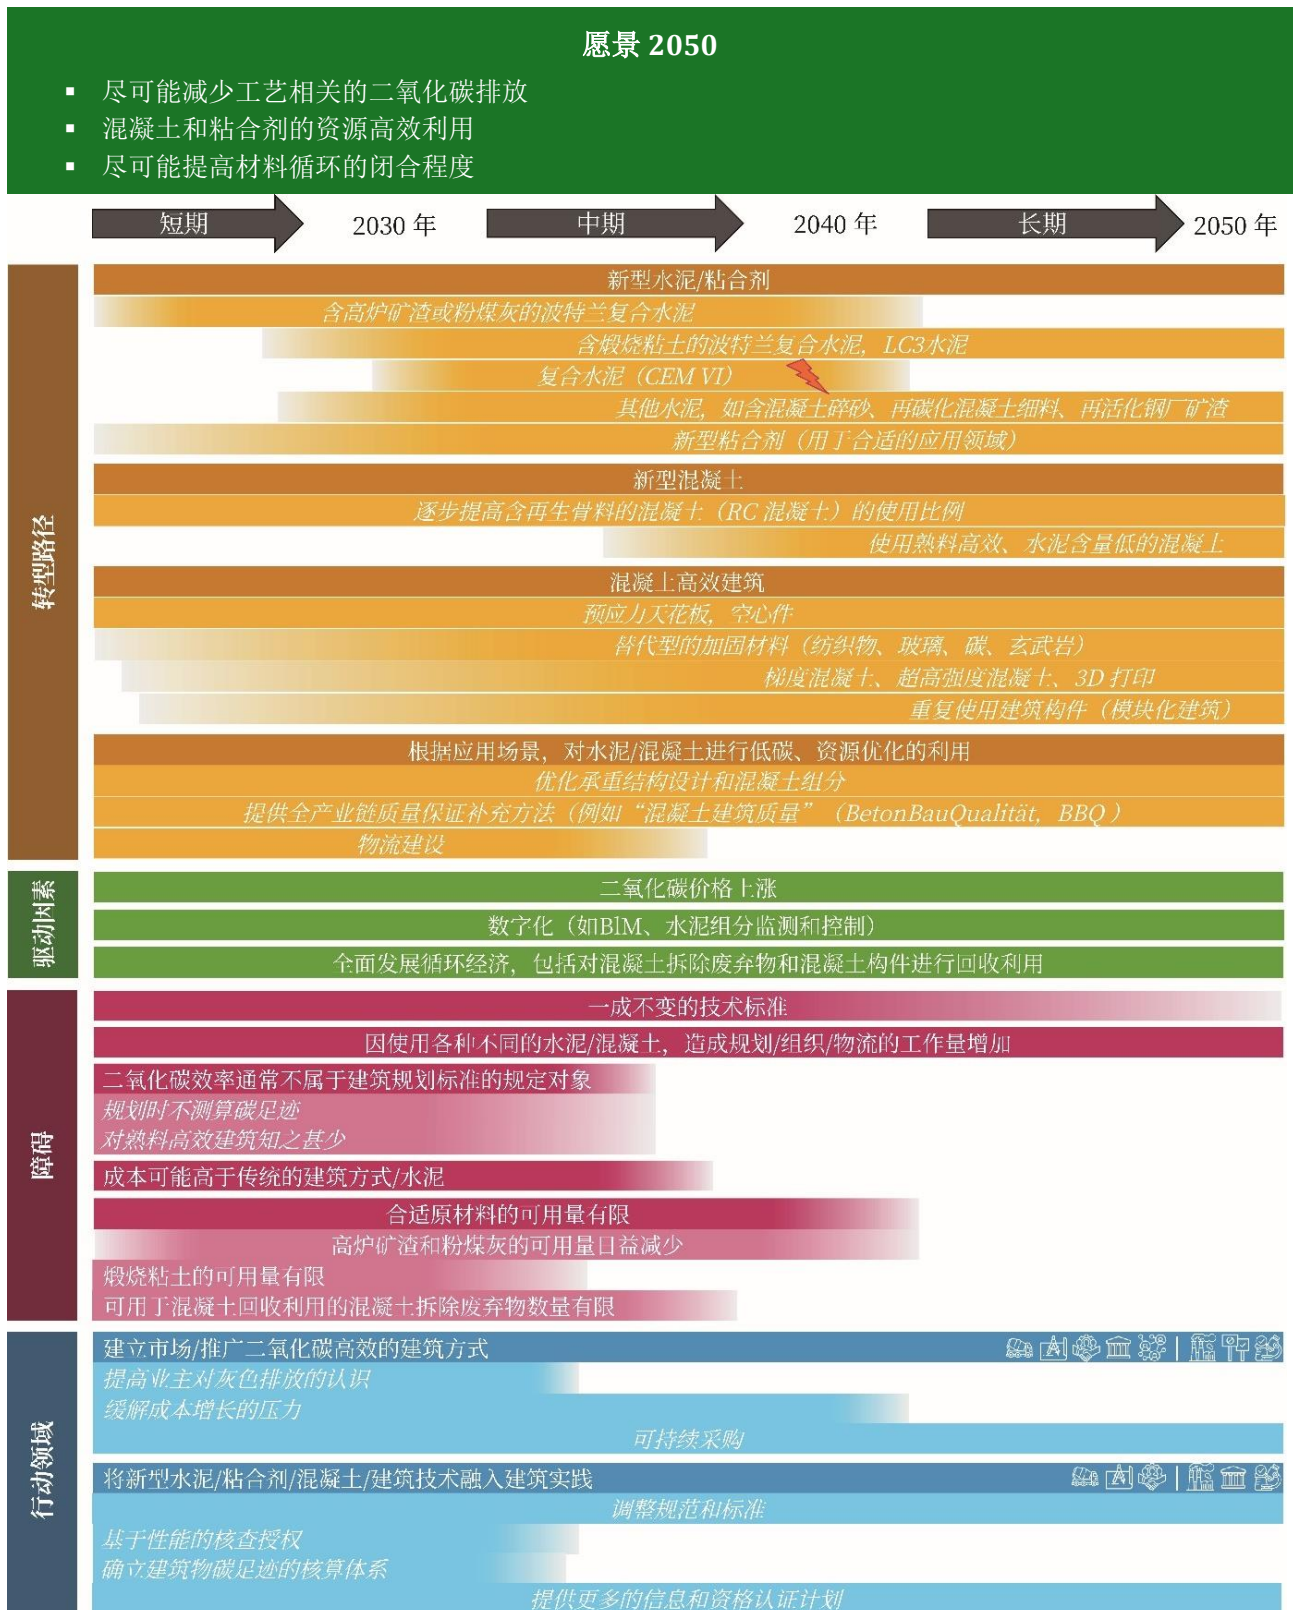 愿景 2050
▪ 尽可能减少工艺相关的二氧化碳排放
▪ 混凝土和粘合剂的资源高效利用
▪ 尽可能提高材料循环的闭合程度
短期 2030 年 中期 2040 年 长期 2050 年
转型路径
新型水泥/粘合剂
含高炉矿渣或粉煤灰的波特兰复合水泥
含煅烧粘土的波特兰复合水泥，LC3水泥
复合水泥（CEM VI）
其他水泥，如含混凝土碎砂、再碳化混凝土细料、再活化钢厂矿渣
新型粘合剂（用于合适的应用领域）
新型混凝土
逐步提高含再生骨料的混凝土（RC 混凝土）的使用比例
使用熟料高效、水泥含量低的混凝土
混凝土高效建筑
预应力天花板，空心件
替代型的加固材料（纺织物、玻璃、碳、玄武岩）
梯度混凝土、超高强度混凝土、3D 打印
重复使用建筑构件（模块化建筑）
根据应用场景，对水泥/混凝土进行低碳、资源优化的利用
优化承重结构设计和混凝土组分
提供全产业链质量保证补充方法（例如“混凝土建筑质量”（BetonBauQualität，BBQ）
物流建设
驱动因素
二氧化碳价格上涨
数字化（如BIM、水泥组分监测和控制）
全面发展循环经济，包括对混凝土拆除废弃物和混凝土构件进行回收利用
障碍
一成不变的技术标准
因使用各种不同的水泥/混凝土，造成规划/组织/物流的工作量增加
二氧化碳效率通常不属于建筑规划标准的规定对象
规划时不测算碳足迹
对熟料高效建筑知之甚少
成本可能高于传统的建筑方式/水泥
合适原材料的可用量有限
高炉矿渣和粉煤灰的可用量日益减少
煅烧粘土的可用量有限
可用于混凝土回收利用的混凝土拆除废弃物数量有限
行动领域
建立市场/推广二氧化碳高效的建筑方式
提高业主对灰色排放的认识
缓解成本增长的压力
可持续采购
将新型水泥/粘合剂/混凝土/建筑技术融入建筑实践
调整规范和标准
基于性能的核查授权
确立建筑物碳足迹的核算体系
提供更多的信息和资格认证计划